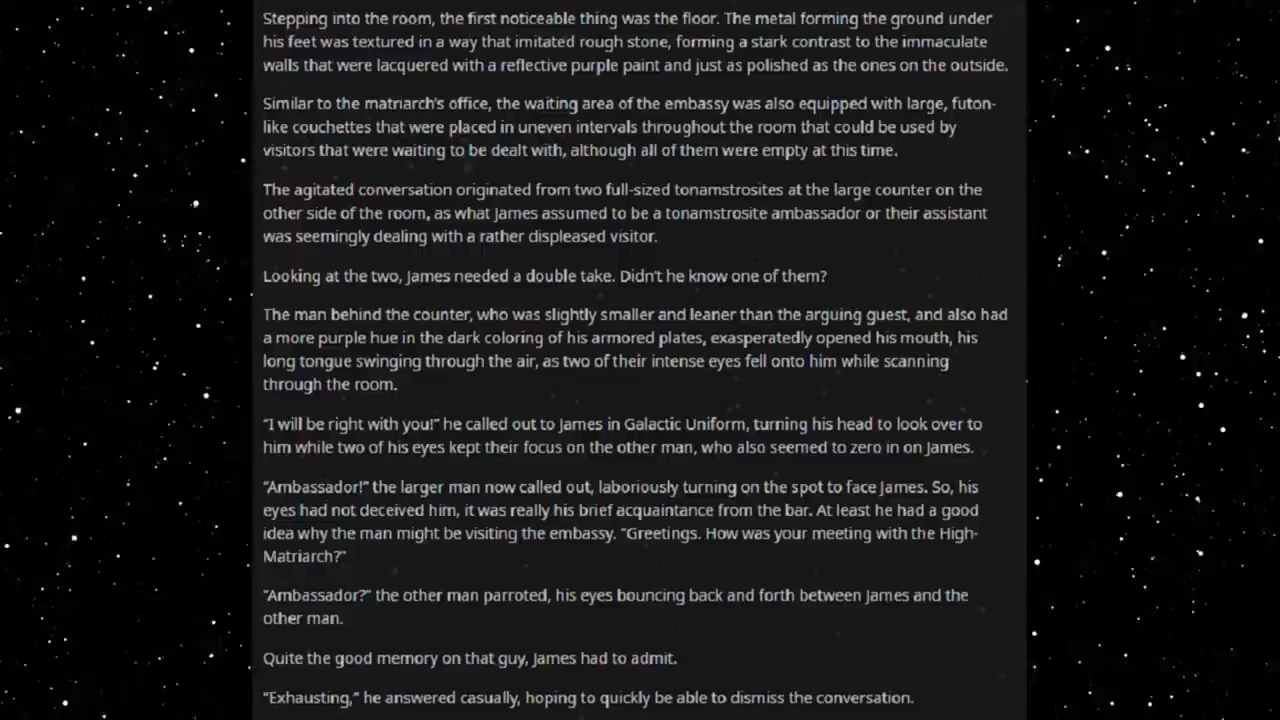 Stepping into the room, the first noticeable thing was the floor. The metal forming the ground under
his feet was textured in a way that imitated rough stone, forming a stark contrast to the immaculate
walls that were lacquered with a reflective purple paint and just as polished as the ones on the outside.
Similar to the matriarch's office, the waiting area of the embassy was also equipped with large, futon-
like couchettes that were placed in uneven intervals throughout the room that could be used by
visitors that were waiting to be dealt with, although all of them were empty at this time.
The agitated conversation originated from two full-sized tonamstrosites at the large counter on the
other side of the room, as what James assumed to be a tonamstrosite ambassador or their assistant
was seemingly dealing with a rather displeased visitor.
Looking at the two, James needed a double take. Didn't he know one of them?
The man behind the counter, who was slightly smaller and leaner than the arguing guest, and also had
a more purple hue in the dark coloring of his armored plates, exasperatedly opened his mouth, his
long tongue swinging through the air, as two of their intense eyes fell onto him while scanning
through the room.
“I will be right with you!” he called out to James in Galactic Uniform, turning his head to look over to
him while two of his eyes kept their focus on the other man, who also seemed to zero in on James.
“Ambassador!” the larger man now called out, laboriously turning on the spot to face James. So, his
eyes had not deceived him, it was really his brief acquaintance from the bar. At least he had a good
idea why the man might be visiting the embassy. “Greetings. How was your meeting with the High-
Matriarch?”
“Ambassador?” the other man parroted, his eyes bouncing back and forth between James and the
other man.
Quite the good memory on that guy, James had to admit.
“Exhausting,” he answered casually, hoping to quickly be able to dismiss the conversation.